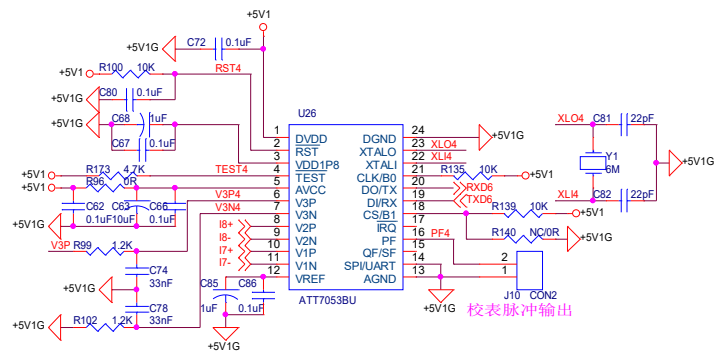 +5V1
C72 0.1uF
+5V1G
R100 10K
RST4
+5V1
C80 0.1uF
+5V1G
C68 1uF
+5V1G
C67 0.1uF
R173 4.7K
+5V1
TEST4
R96 0R
+5V1
C62 C63 C66
0.1uF 10uF 0.1uF
+5V1G
V3P4
V3N4
V3P R99 1.2K
C74
33nF
+5V1G
C78
33nF
R102 1.2K
+5V1G
I8+
I8-
I7+
I7-
C85 C86
1uF 0.1uF
+5V1G
U26
1 DVDD DGND 24
2 RST XTALO 23
3 VDD1P8 XTALI 22
4 TEST CLK/B0 21
5 AVCC DO/TX 20
6 V3P DI/RX 19
7 V3N CS/B1 18
8 V2P IRQ 17
9 V2N PF 16
10 V1P QF/SF 15
11 V1N SPI/UART 14
12 VREF AGND 13
ATT7053BU
+5V1G
XLO4
XLI4
R135 10K
+5V1
RXD6
TXD6
R139 10K
+5V1
R140 NC/0R
+5V1G
PF4
2
1
J10 CON2
校表脉冲输出
+5V1G
XLO4 C81 22pF
Y1
6M
+5V1G
XLI4 C82 22pF